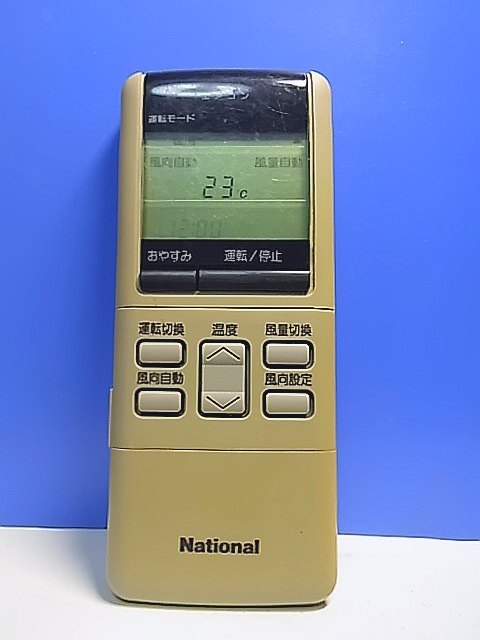 運転モード
風向自動 風量自動
23c
13:00
おやすみ 運転/停止
運転切換 温度 風量切換
風向自動 風向設定
National